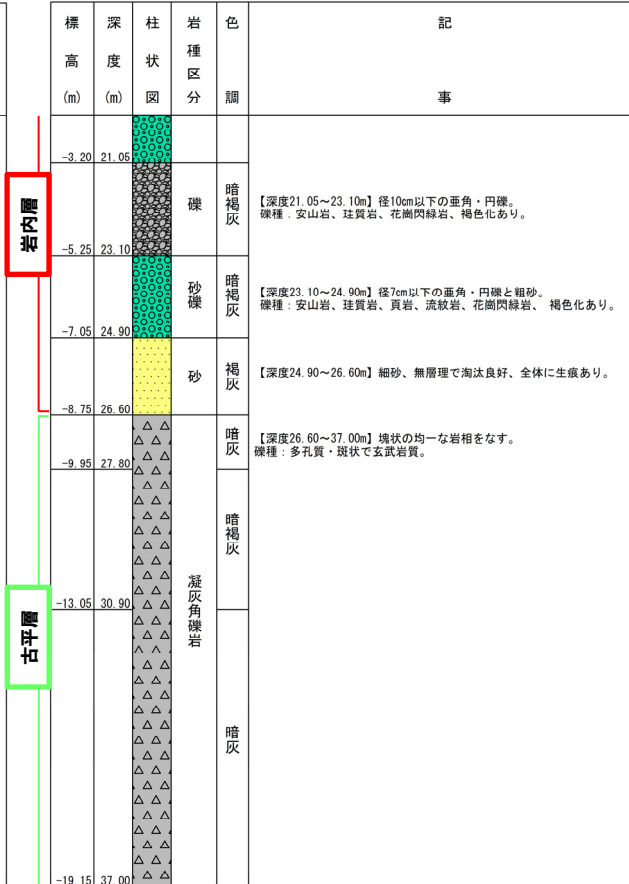 標高(m)
深度(m)
柱状図
岩種区分
色調
記事
岩内層
-3.20 21.05
礫
暗褐灰
【深度21.05~23.10m】径10cm以下の亜角・円礫。
礫種：安山岩、珪質岩、花崗閃緑岩、褐色化あり。
-5.25 23.10
砂礫
暗褐灰
【深度23.10~24.90m】径7cm以下の亜角・円礫と粗砂。
礫種：安山岩、珪質岩、頁岩、流紋岩、花崗閃緑岩、 褐色化あり。
-7.05 24.90
砂
褐灰
【深度24.90~26.60m】細砂、無層理で淘汰良好、全体に生痕あり。
-8.75 26.60
暗灰
【深度26.60~37.00m】塊状の均一な岩相をなす。
礫種：多孔質・斑状で玄武岩質。
-9.95 27.80
暗褐灰
凝灰角礫岩
-13.05 30.90
古平層
暗灰
-19.15 37.00